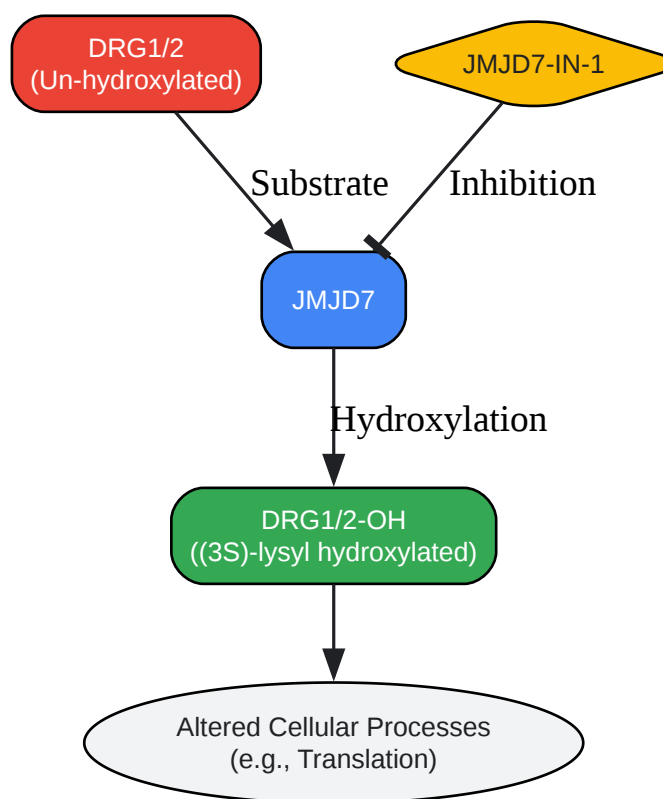 DRG1/2
(Un-hydroxylated)
JMJD7-IN-1
Substrate
Inhibition
JMJD7
Hydroxylation
DRG1/2-OH
((3S)-lysyl hydroxylated)
Altered Cellular Processes
(e.g., Translation)